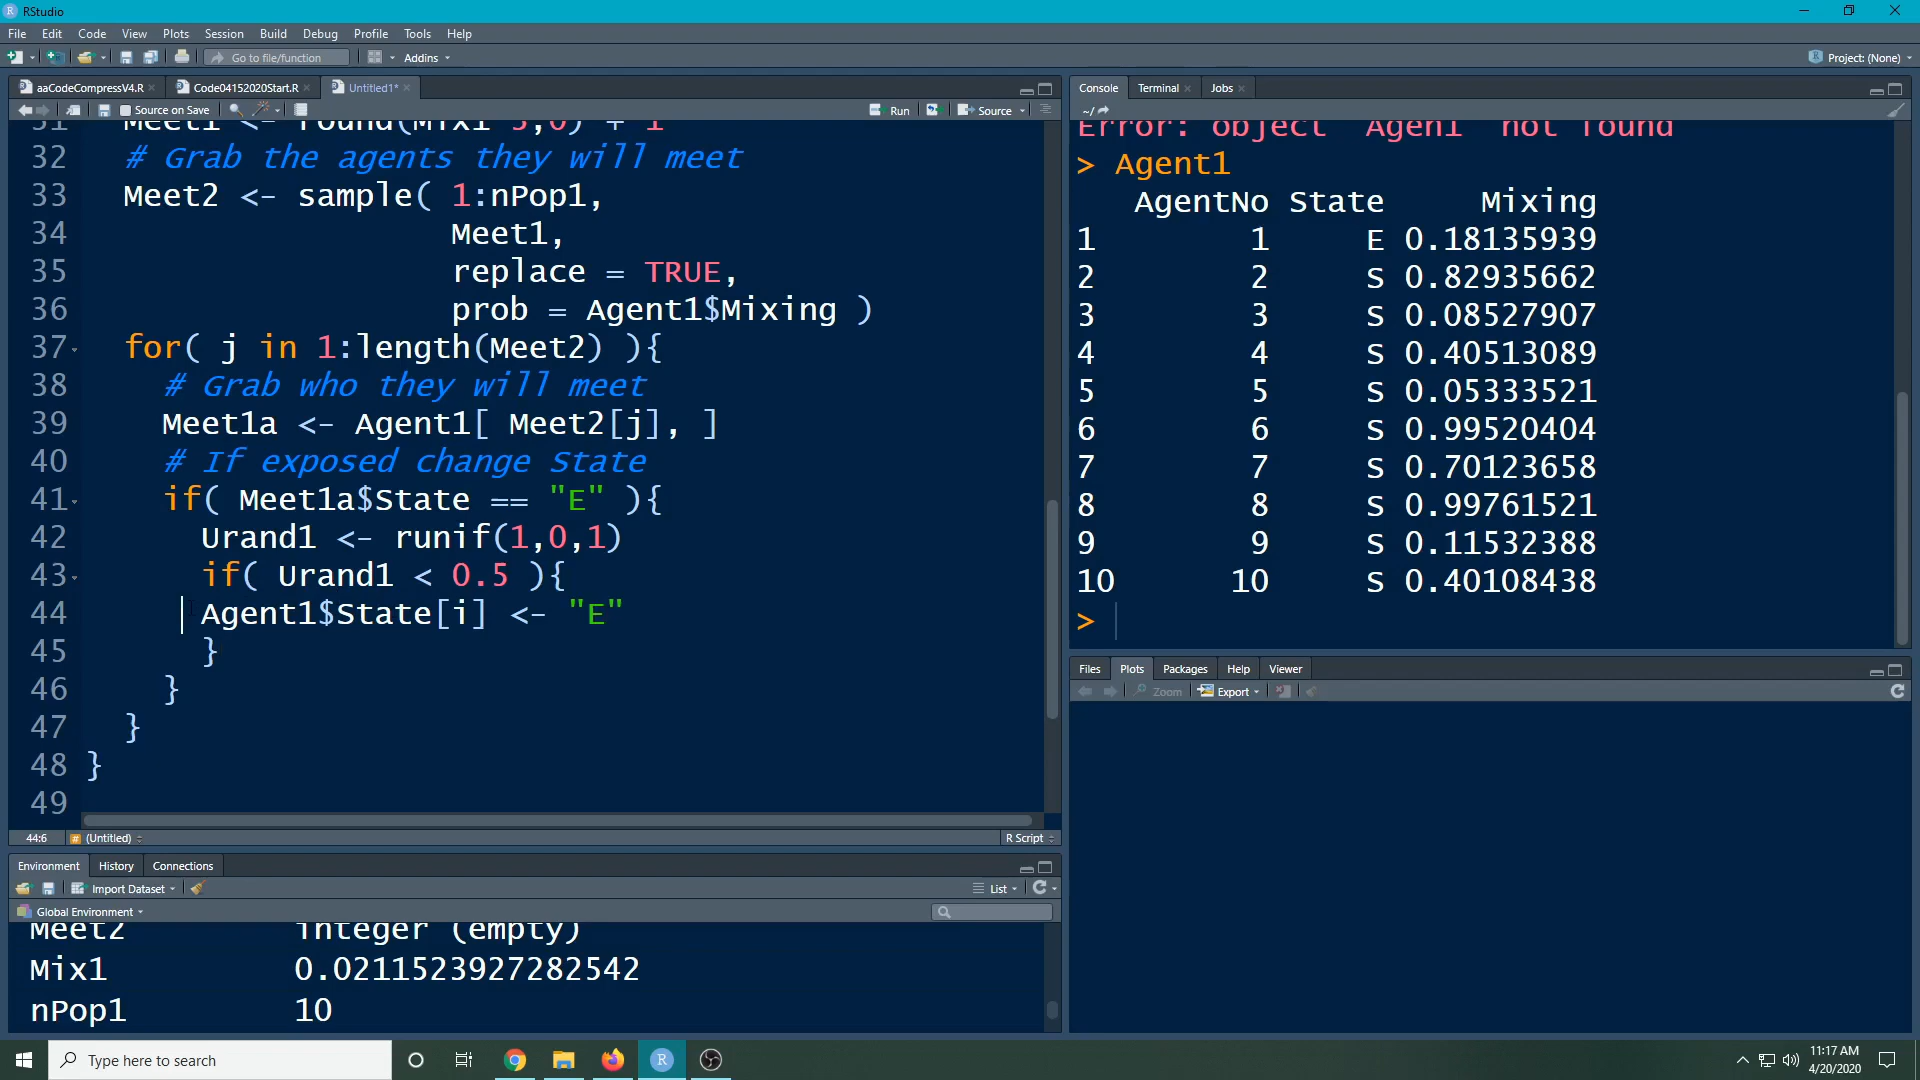 RStudio
File Edit Code View Plots Session Build Debug Profile Tools Help
Go to file/function Addins Project: (None)
aaCodeCompressV4.R Code04152020Start.R Untitled1*
Source on Save Run Source
32 # Grab the agents they will meet
33 Meet2 <- sample( 1:nPop1,
34 Meet1,
35 replace = TRUE,
36 prob = Agent1$Mixing )
37 for( j in 1:length(Meet2) ){
38 # Grab who they will meet
39 Meet1a <- Agent1[ Meet2[j], ]
40 # If exposed change State
41 if( Meet1a$State == "E" ){
42 Urand1 <- runif(1,0,1)
43 if( Urand1 < 0.5 ){
44 Agent1$State[i] <- "E"
45 }
46 }
47 }
48 }
49
44:6 (Untitled) R Script
Environment History Connections
Import Dataset List
Global Environment
Meet2 integer (empty)
Mix1 0.0211523927282542
nPop1 10
Console Terminal Jobs
~/
Error: object 'Agen1' not found
> Agent1
AgentNo State Mixing
1 1 E 0.18135939
2 2 S 0.82935662
3 3 S 0.08527907
4 4 S 0.40513089
5 5 S 0.05333521
6 6 S 0.99520404
7 7 S 0.70123658
8 8 S 0.99761521
9 9 S 0.11532388
10 10 S 0.40108438
>
Files Plots Packages Help Viewer
Zoom Export
Type here to search
11:17 AM
4/20/2020